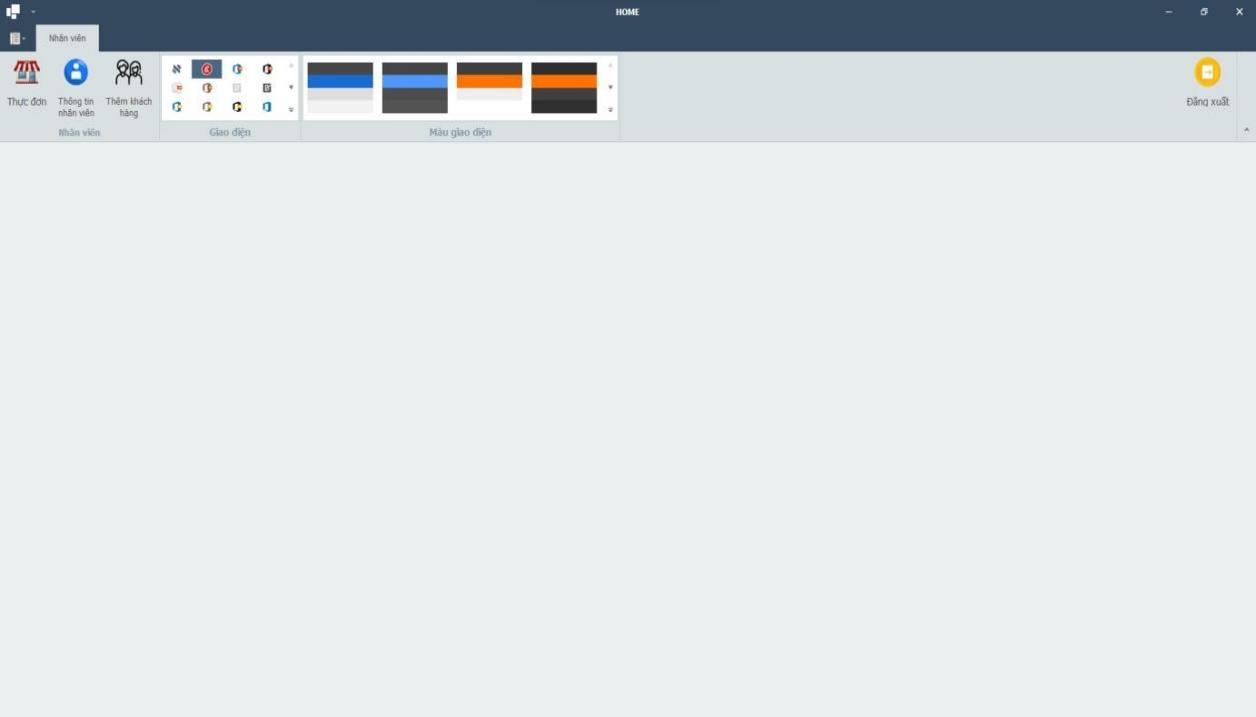 HOME
Nhân viên
Thực đơn
Thông tin
nhân viên
Thêm khách
hàng
Đăng xuất
Nhân viên
Giao diện
Màu giao diện